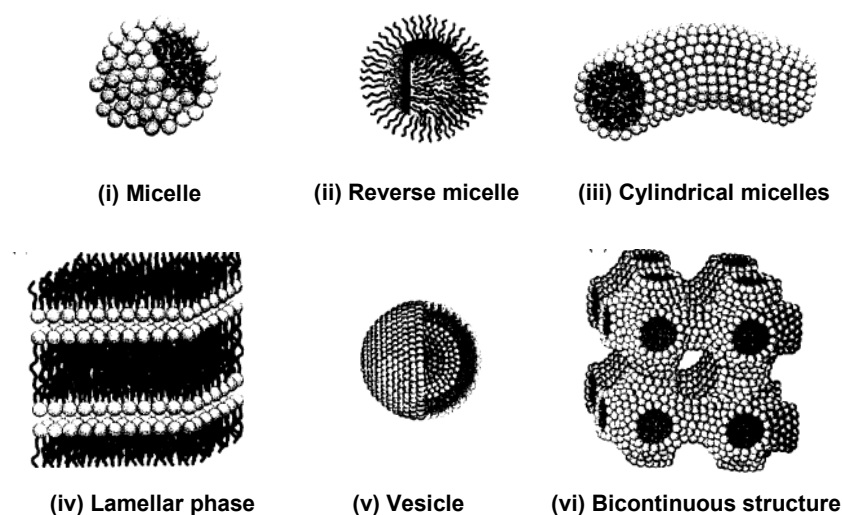 (i) Micelle
(ii) Reverse micelle
(iii) Cylindrical micelles
(iv) Lamellar phase
(v) Vesicle
(vi) Bicontinuous structure